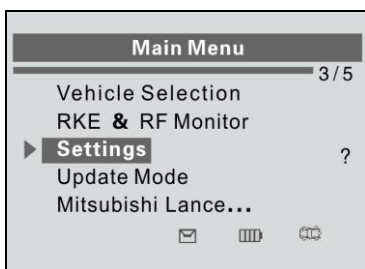 Main Menu
3/5
Vehicle Selection
RKE & RF Monitor
Settings
?
Update Mode
Mitsubishi Lance...